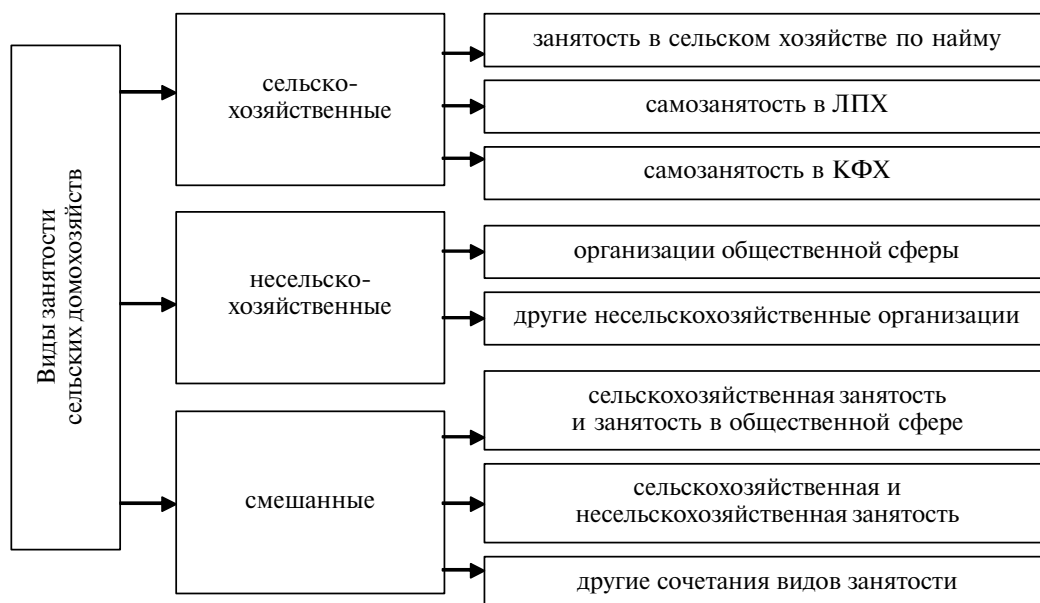 Виды занятости
сельских домохозяйств
сельско-
хозяйственные
занятость в сельском хозяйстве по найму
самозанятость в ЛПХ
самозанятость в КФХ
несельско-
хозяйственные
организации общественной сферы
другие несельскохозяйственные организации
смешанные
сельскохозяйственная занятость
и занятость в общественной сфере
сельскохозяйственная и
несельскохозяйственная занятость
другие сочетания видов занятости